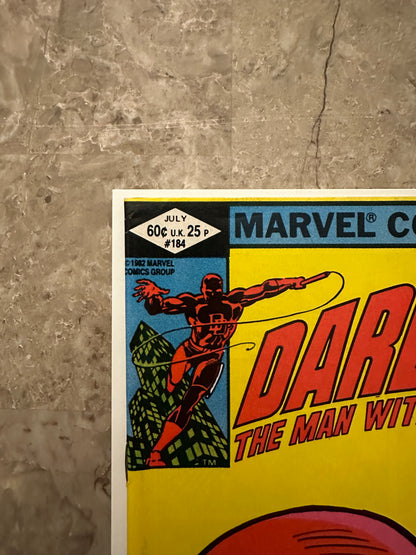 JULY
60¢ U.K. 25 P
#184
MARVEL® CO
© 1982 MARVEL
COMICS GROUP
DARE
THE MAN WIT
TM